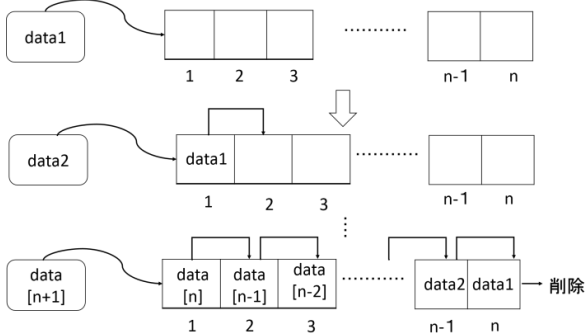 data1
1 2 3 n-1 n
data2
data1
1 2 3 n-1 n
data
[n+1]
data
[n]
data
[n-1]
data
[n-2]
data2
data1
削除
1 2 3 n-1 n